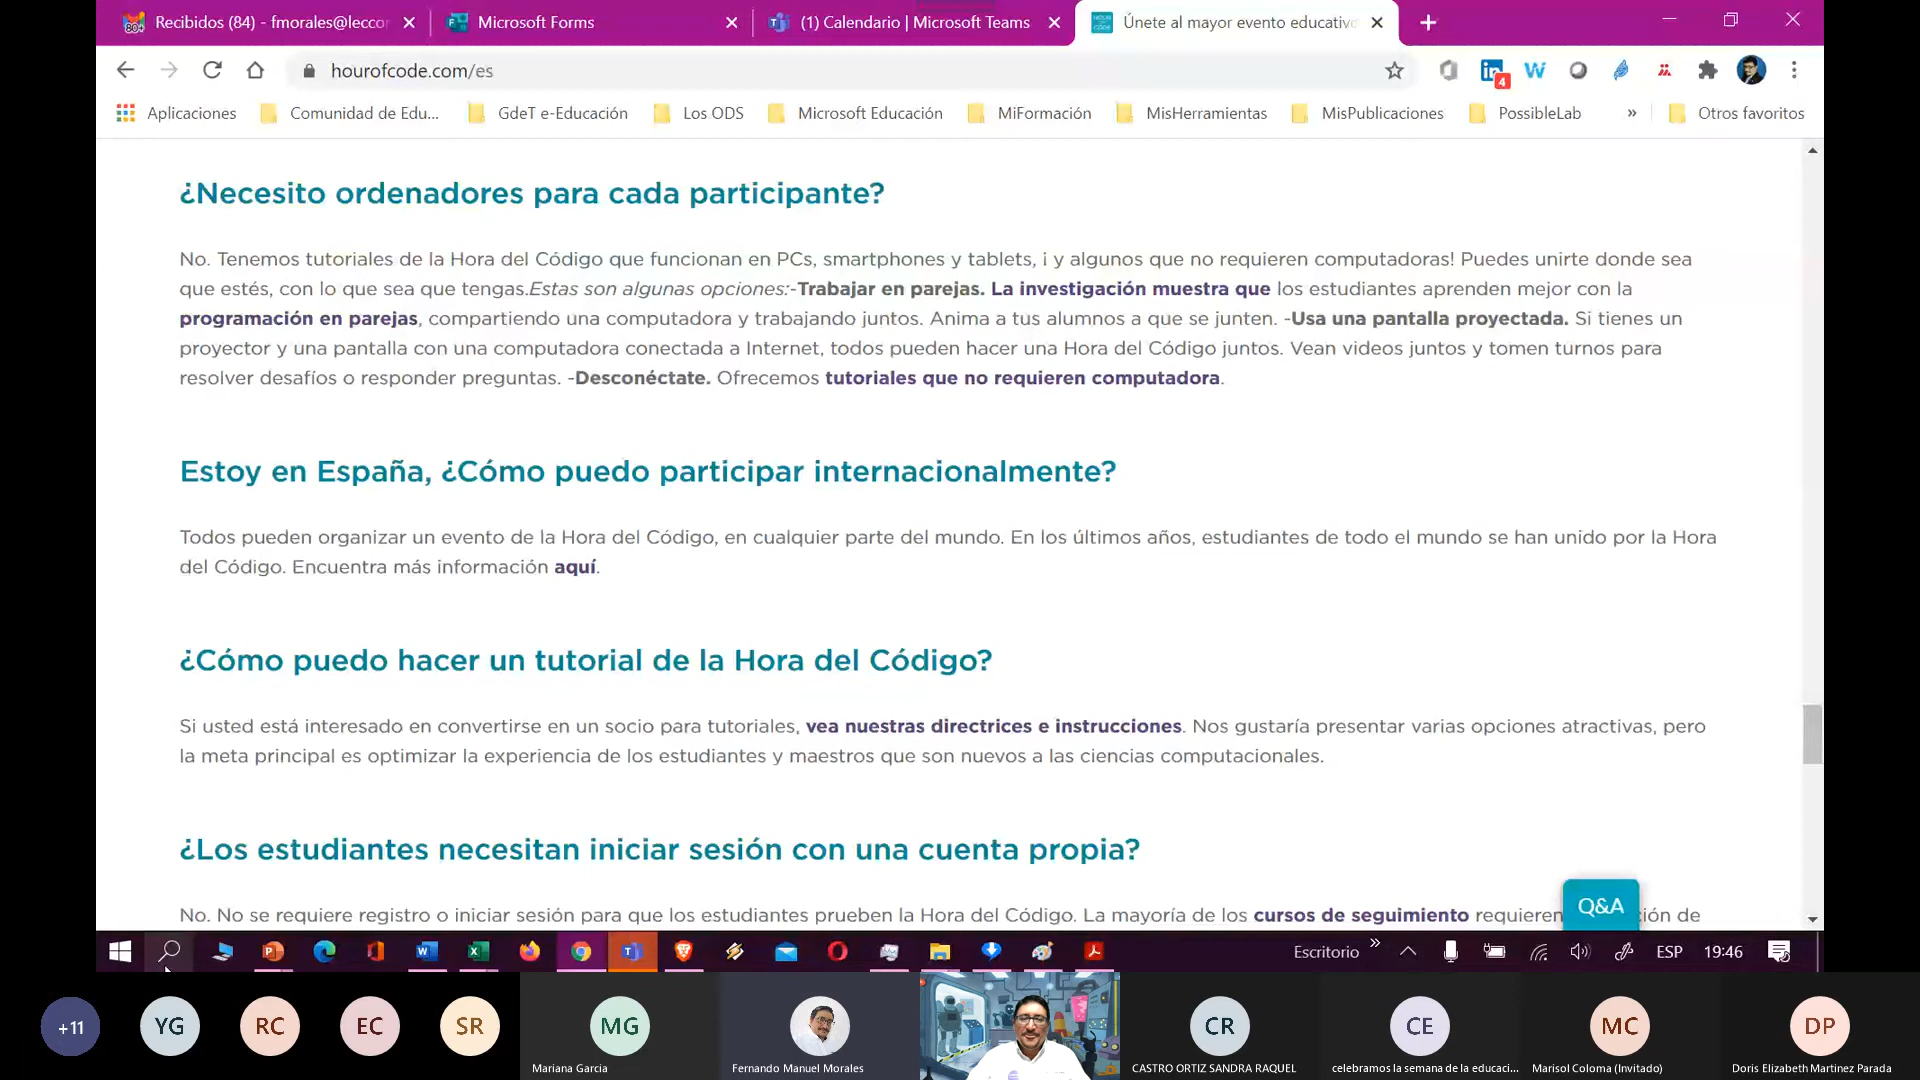 Recibidos (84) - fmorales@leccor
Microsoft Forms
(1) Calendario | Microsoft Teams
Únete al mayor evento educativo
hourofcode.com/es
4
Aplicaciones
Comunidad de Edu...
GdeT e-Educación
Los ODS
Microsoft Educación
MiFormación
MisHerramientas
MisPublicaciones
PossibleLab
»
Otros favoritos
¿Necesito ordenadores para cada participante?
No. Tenemos tutoriales de la Hora del Código que funcionan en PCs, smartphones y tablets, ¡ y algunos que no requieren computadoras! Puedes unirte donde sea
que estés, con lo que sea que tengas.Estas son algunas opciones:-Trabajar en parejas. La investigación muestra que los estudiantes aprenden mejor con la
programación en parejas, compartiendo una computadora y trabajando juntos. Anima a tus alumnos a que se junten. -Usa una pantalla proyectada. Si tienes un
proyector y una pantalla con una computadora conectada a Internet, todos pueden hacer una Hora del Código juntos. Vean videos juntos y tomen turnos para
resolver desafíos o responder preguntas. -Desconéctate. Ofrecemos tutoriales que no requieren computadora.
Estoy en España, ¿Cómo puedo participar internacionalmente?
Todos pueden organizar un evento de la Hora del Código, en cualquier parte del mundo. En los últimos años, estudiantes de todo el mundo se han unido por la Hora
del Código. Encuentra más información aquí.
¿Cómo puedo hacer un tutorial de la Hora del Código?
Si usted está interesado en convertirse en un socio para tutoriales, vea nuestras directrices e instrucciones. Nos gustaría presentar varias opciones atractivas, pero
la meta principal es optimizar la experiencia de los estudiantes y maestros que son nuevos a las ciencias computacionales.
¿Los estudiantes necesitan iniciar sesión con una cuenta propia?
No. No se requiere registro o iniciar sesión para que los estudiantes prueben la Hora del Código. La mayoría de los cursos de seguimiento requieren
Q&A
ción de
Escritorio
»
ESP
19:46
+11
YG
RC
EC
SR
MG
CR
CE
MC
DP
Mariana Garcia
Fernando Manuel Morales
CASTRO ORTIZ SANDRA RAQUEL
celebramos la semana de la educaci...
Marisol Coloma (Invitado)
Doris Elizabeth Martinez Parada